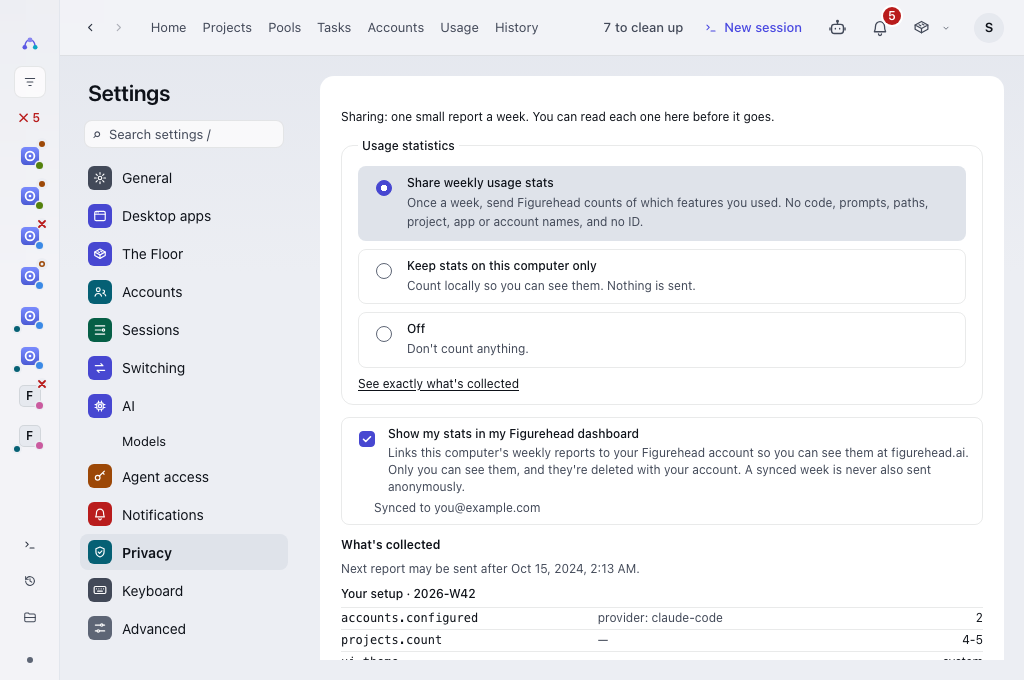 Home Projects Pools Tasks Accounts Usage History 7 to clean up New session 5 S
5
F
F
Settings
Search settings /
General
Desktop apps
The Floor
Accounts
Sessions
Switching
AI
Models
Agent access
Notifications
Privacy
Keyboard
Advanced
Sharing: one small report a week. You can read each one here before it goes.
Usage statistics
Share weekly usage stats
Once a week, send Figurehead counts of which features you used. No code, prompts, paths,
project, app or account names, and no ID.
Keep stats on this computer only
Count locally so you can see them. Nothing is sent.
Off
Don't count anything.
See exactly what's collected
Show my stats in my Figurehead dashboard
Links this computer's weekly reports to your Figurehead account so you can see them at figurehead.ai.
Only you can see them, and they're deleted with your account. A synced week is never also sent
anonymously.
Synced to you@example.com
What's collected
Next report may be sent after Oct 15, 2024, 2:13 AM.
Your setup · 2026-W42
accounts.configured provider: claude-code 2
projects.count — 4-5